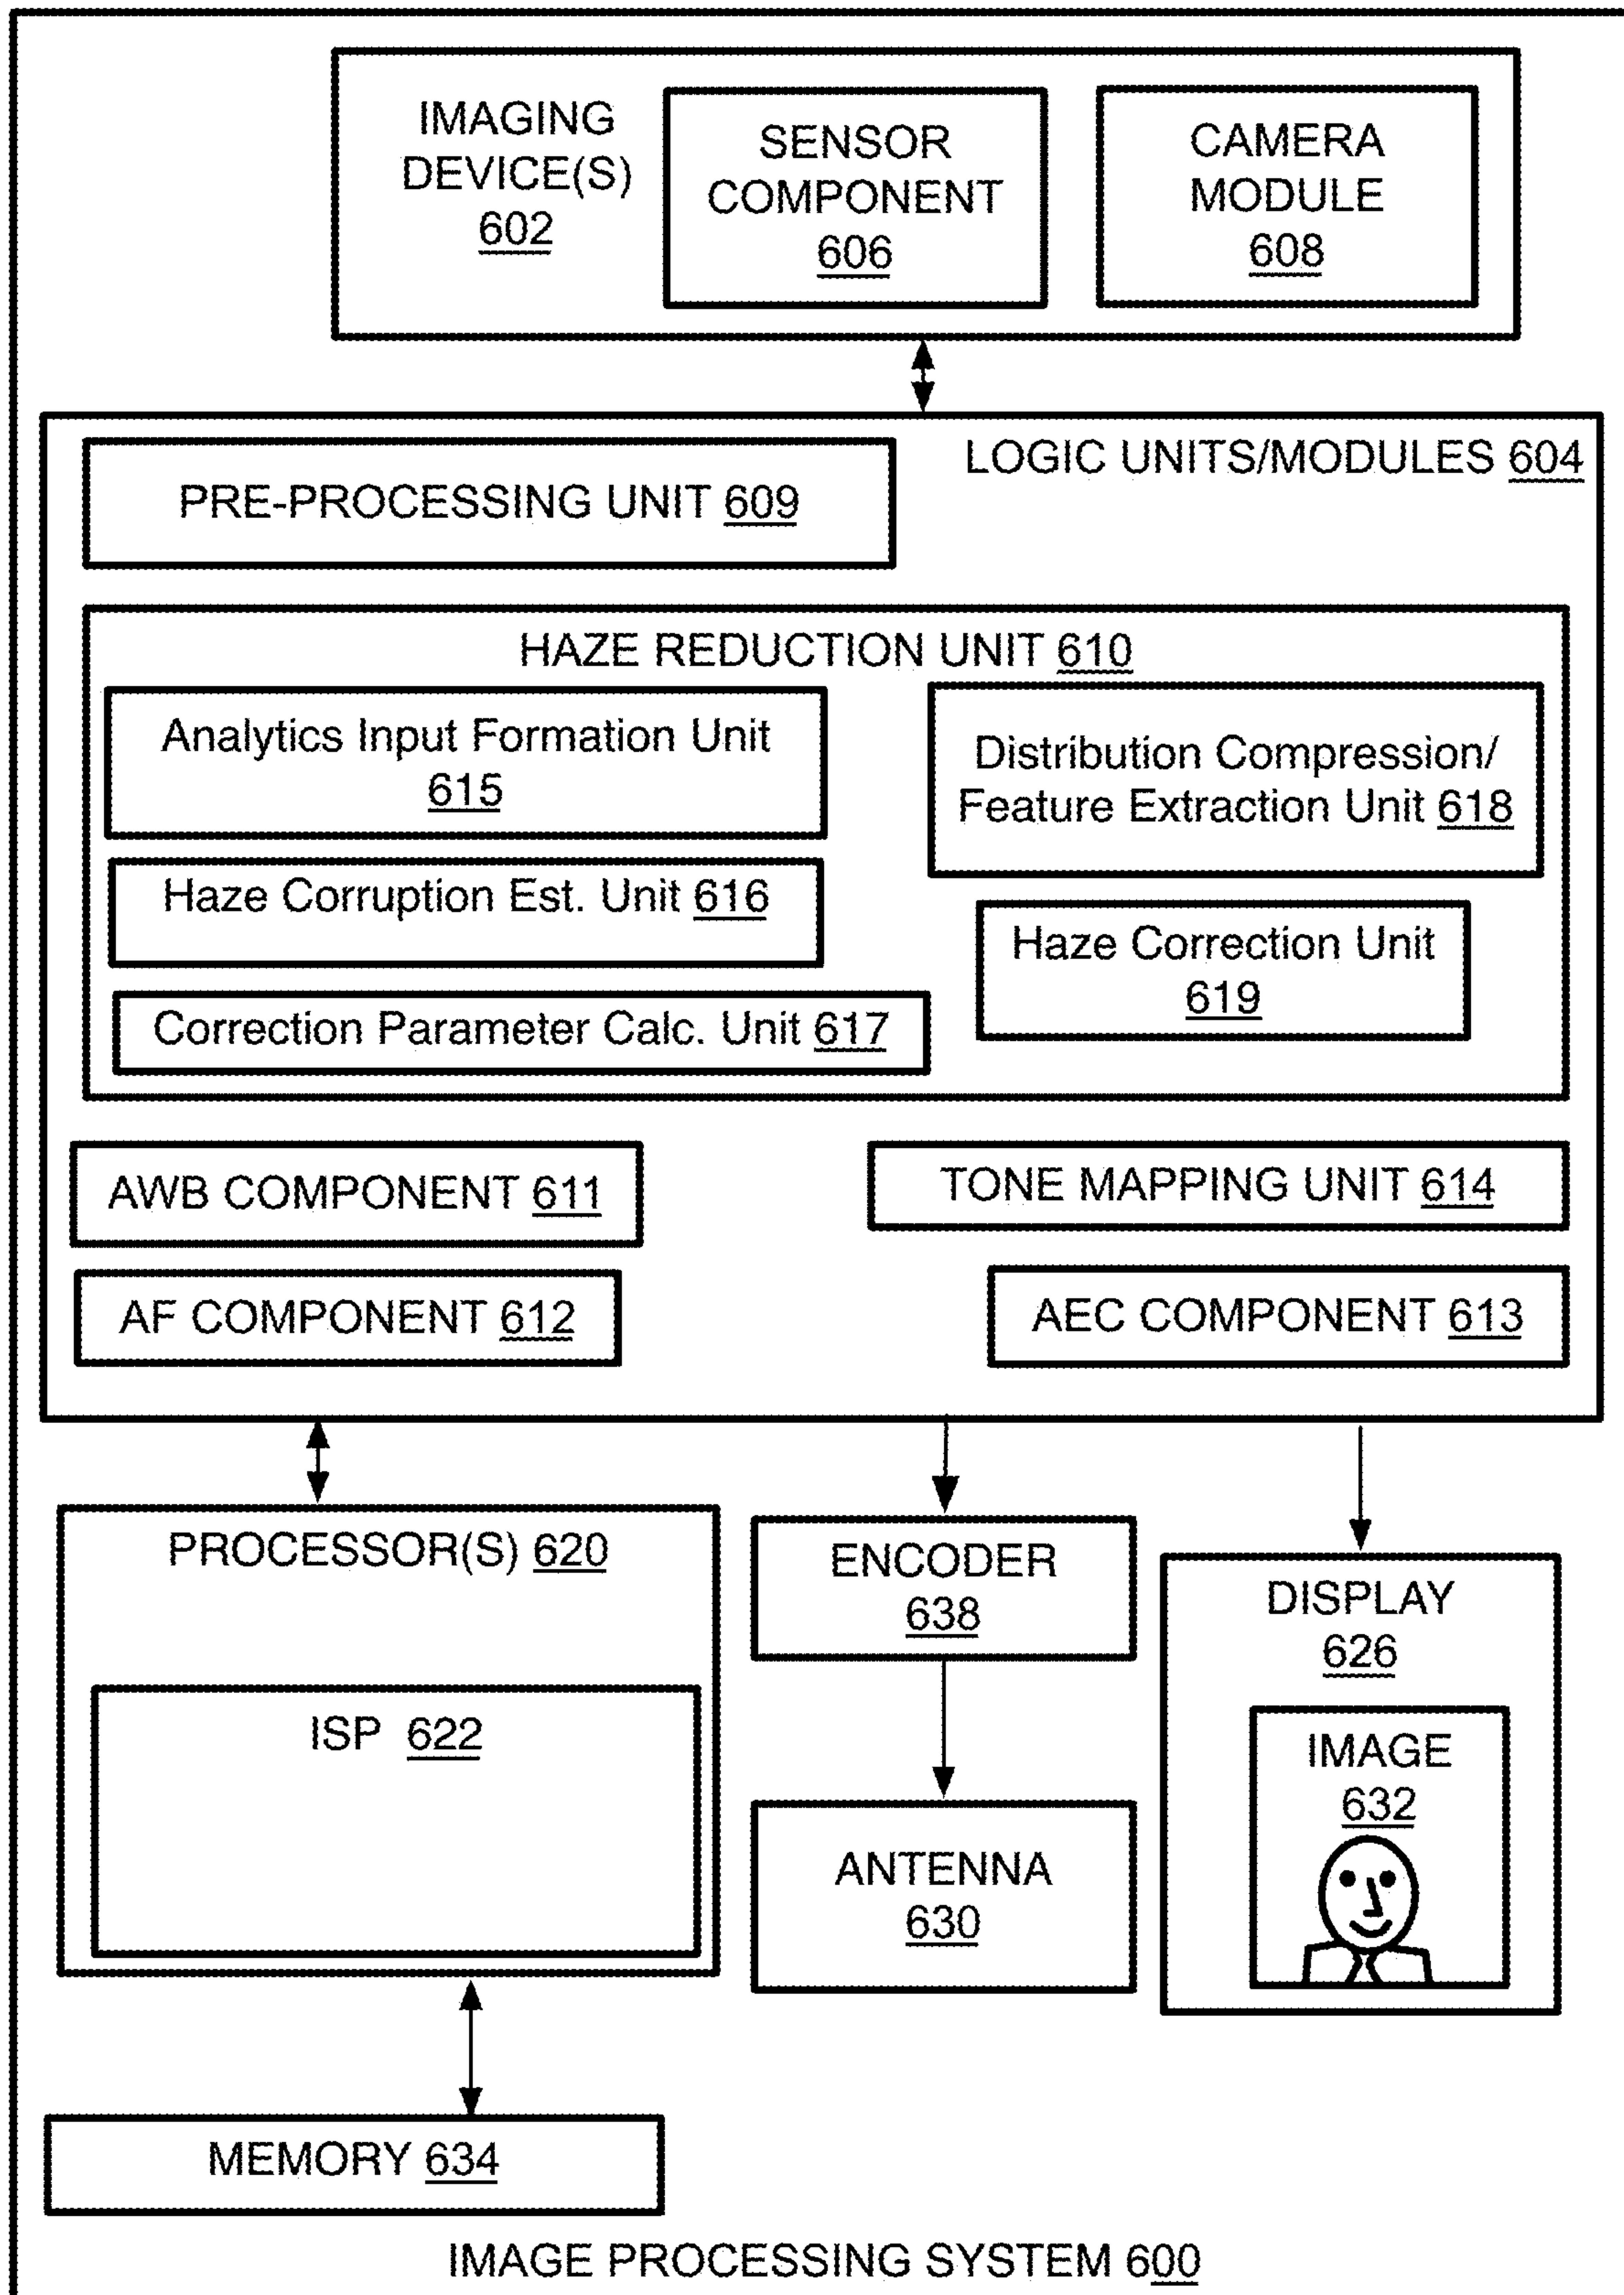 IMAGING
DEVICE(S)
602
SENSOR
COMPONENT
606
CAMERA
MODULE
608
LOGIC UNITS/MODULES 604
PRE-PROCESSING UNIT 609
HAZE REDUCTION UNIT 610
Analytics Input Formation Unit
615
Distribution Compression/
Feature Extraction Unit 618
Haze Corruption Est. Unit 616
Haze Correction Unit
619
Correction Parameter Calc. Unit 617
AWB COMPONENT 611
TONE MAPPING UNIT 614
AF COMPONENT 612
AEC COMPONENT 613
PROCESSOR(S) 620
ISP 622
ENCODER
638
ANTENNA
630
DISPLAY
626
IMAGE
632
MEMORY 634
IMAGE PROCESSING SYSTEM 600